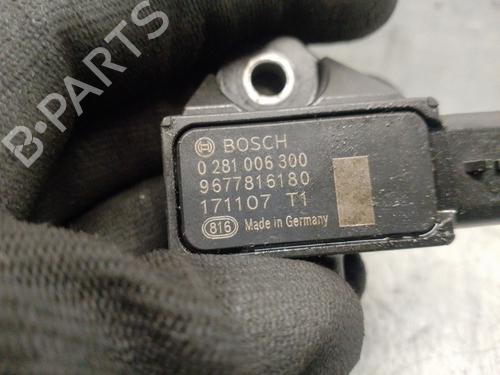 B-PARTS
BOSCH
0 281 006 300
9677816180
171107 T1
816 Made in Germany